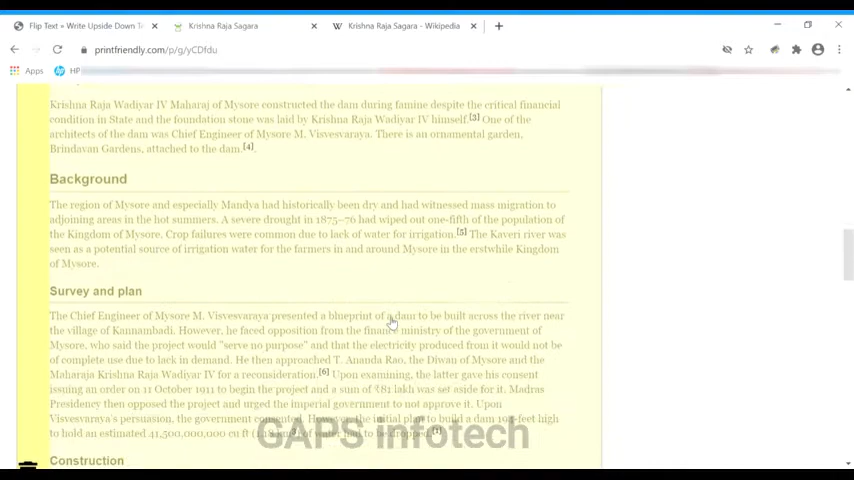 Flip Text » Write Upside Down T
Krishna Raja Sagara
Krishna Raja Sagara - Wikipedia
printfriendly.com/p/g/yCDfdu
Apps
HP
Krishna Raja Wadiyar IV Maharaj of Mysore constructed the dam during famine despite the critical financial
condition in State and the foundation stone was laid by Krishna Raja Wadiyar IV himself.[3] One of the
architects of the dam was Chief Engineer of Mysore M. Visvesvaraya. There is an ornamental garden,
Brindavan Gardens, attached to the dam.[4].
Background
The region of Mysore and especially Mandya had historically been dry and had witnessed mass migration to
adjoining areas in the hot summers. A severe drought in 1875–76 had wiped out one-fifth of the population of
the Kingdom of Mysore. Crop failures were common due to lack of water for irrigation.[5] The Kaveri river was
seen as a potential source of irrigation water for the farmers in and around Mysore in the erstwhile Kingdom
of Mysore.
Survey and plan
The Chief Engineer of Mysore M. Visvesvaraya presented a blueprint of a dam to be built across the river near
the village of Kannambadi. However, he faced opposition from the finance ministry of the government of
Mysore, who said the project would "serve no purpose" and that the electricity produced from it would not be
of complete use due to lack in demand. He then approached T. Ananda Rao, the Diwan of Mysore and the
Maharaja Krishna Raja Wadiyar IV for a reconsideration.[6] Upon examining, the latter gave his consent
issuing an order on 11 October 1911 to begin the project and a sum of ₹81 lakh was set aside for it. Madras
Presidency then opposed the project and urged the imperial government to not approve it. Upon
Visvesvaraya's persuasion, the government consented. However, the initial plan to build a dam feet high
to hold an estimated 41,500,000,000 cu ft of water had to be dropped.[1]
GAPS infotech
Construction